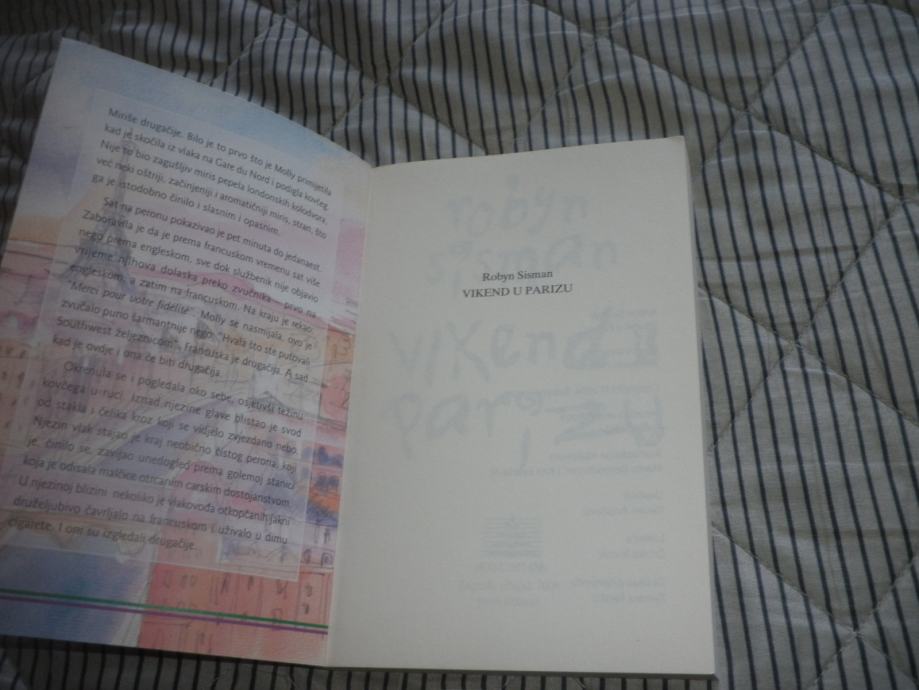 Miriše drugačije. Bilo je to prvo što je Molly primijetila
kad je skočila iz vlaka na Gare du Nord i podigla kovčeg.
Nije to bio zagušljiv miris pepela londonskih kolodvora,
već neki oštriji, začinjeniji i aromatičniji miris, stran, što
ga je istodobno činilo i slasnim i opasnim.
Sat na peronu pokazivao je pet minuta do jedanaest.
Zaboravila je da je prema francuskom vremenu sat više
nego prema engleskom, sve dok službenik nije objavio
vrijeme njihova dolaska preko zvučnika – prvo na
engleskom, a zatim na francuskom. Na kraju je rekao:
"Merci pour votre fidélité". Molly se nasmijala, ovo je
zvučalo puno šarmantnije nego: "Hvala što ste putovali
Southwest željeznicom". Francuska je drugačija. A sad
kad je ovdje i ona će biti drugačija.
Okrenula se i pogledala oko sebe, osjetivši težinu
kovčega u ruci. Iznad njezine glave blistao je svod
od stakla i čelika kroz koji se vidjelo zvjezdano nebo.
Njezin vlak stajao je kraj neobično čistog perona, koji
je, činilo se, zavijao unedogled prema golemoj stanici
koja je odisala maščice otrcanim carskim dostojanstvom.
U njezinoj blizini nekoliko je vlakovođa otkopčanih jakni
druželjubivo čavrljalo na francuskom i uživalo u dimu
cigarete. I oni su izgledali drugačije.
Robyn Sisman
VIKEND U PARIZU
robyn
sisman
vikend u
parizu